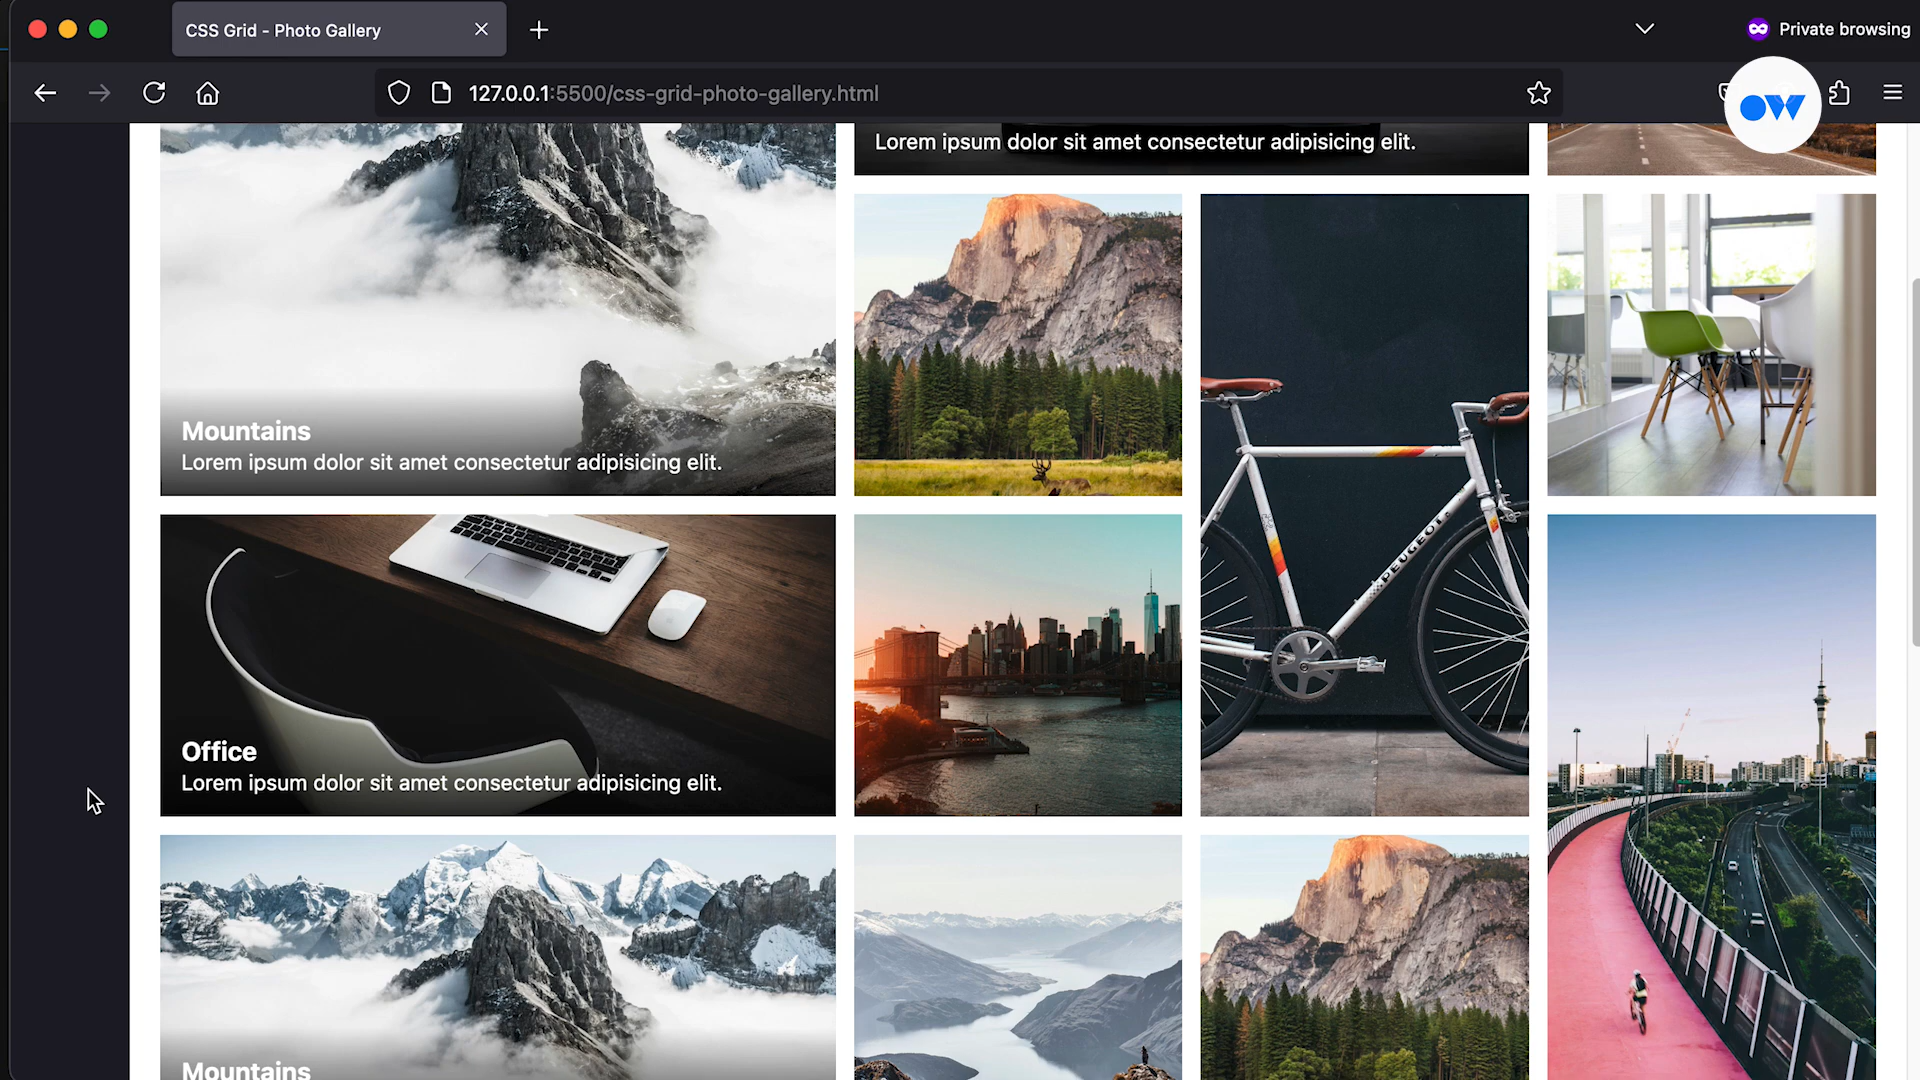 CSS Grid - Photo Gallery
Private browsing
127.0.0.1:5500/css-grid-photo-gallery.html
OW
Lorem ipsum dolor sit amet consectetur adipisicing elit.
Mountains
Lorem ipsum dolor sit amet consectetur adipisicing elit.
PEUGEOT
Office
Lorem ipsum dolor sit amet consectetur adipisicing elit.
Mountains